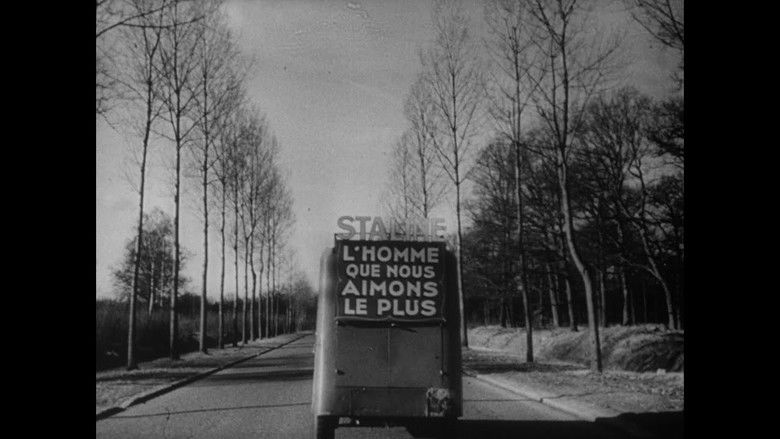 STALINE
L'HOMME
QUE NOUS
AIMONS
LE PLUS